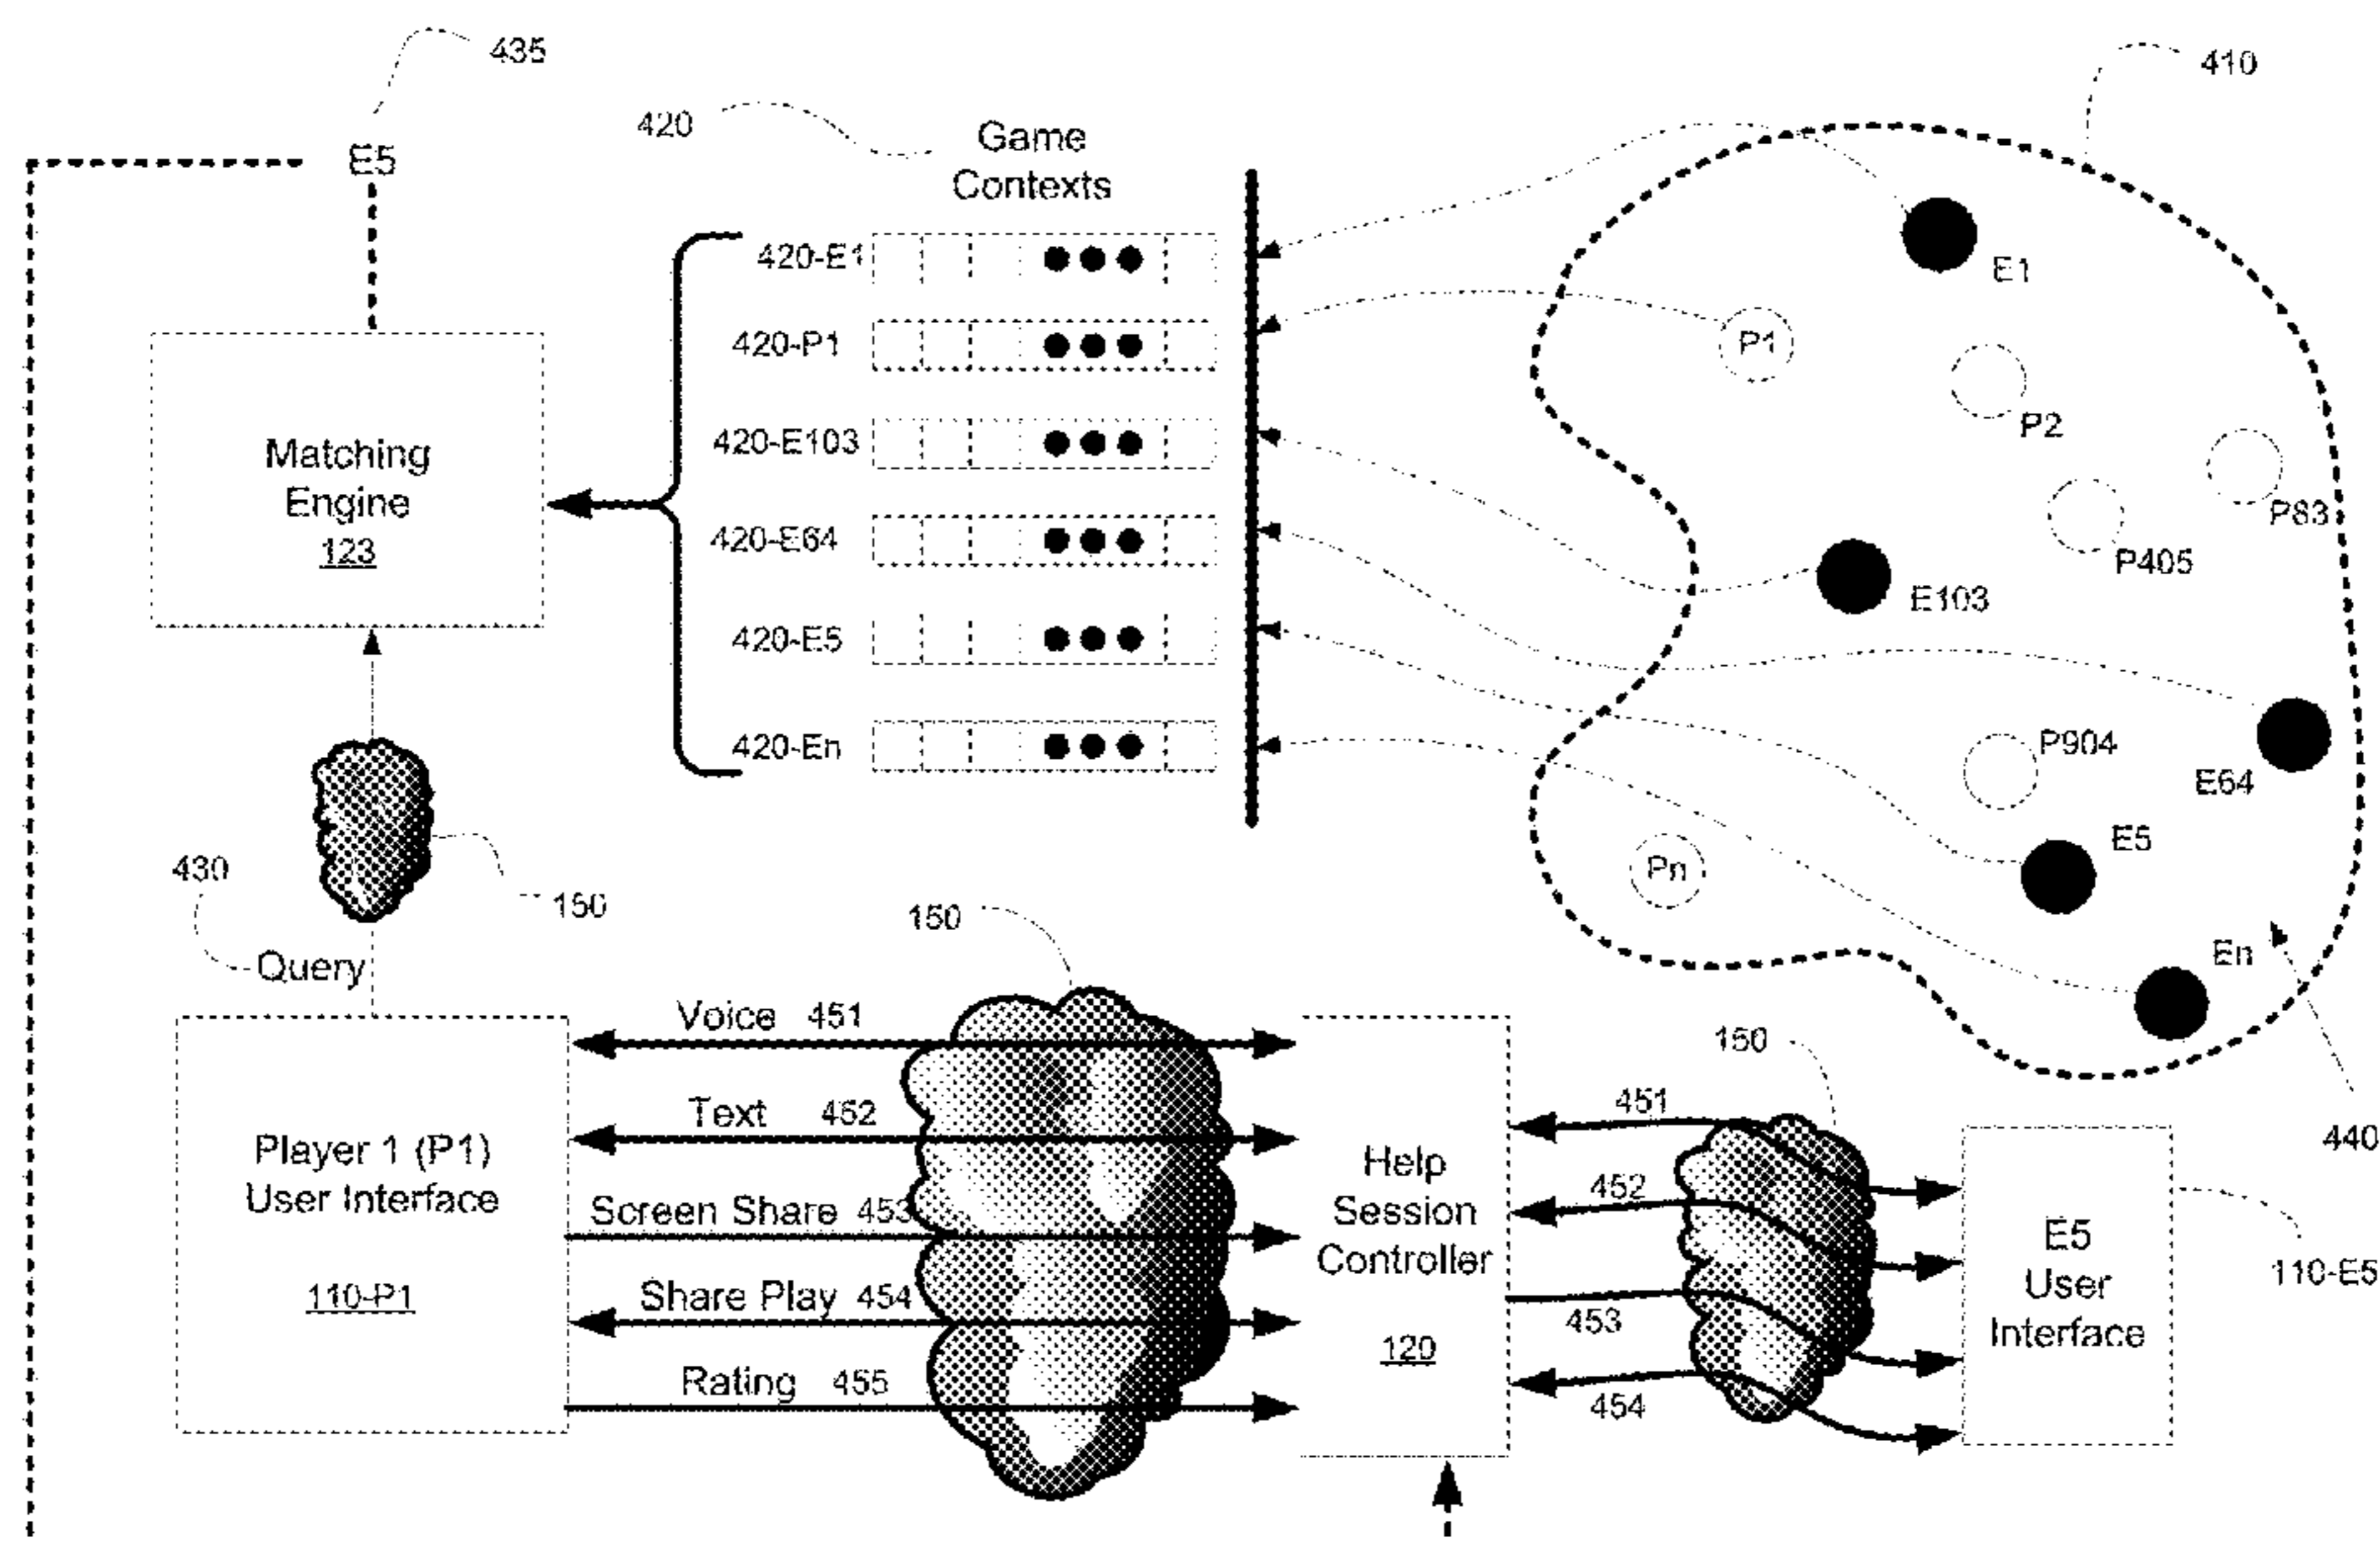 435
410
420
Game
Contexts
E5
420-E1
E1
420-P1
P1
P2
Matching
Engine
123
420-E103
P83
420-E64
P405
E103
420-E5
420-En
P904
E64
E5
430
150
150
Pn
Query
En
Voice 451
150
Text 452
451
440
Player 1 (P1)
User Interface
110-P1
Help
Session
Controller
120
452
Screen Share 453
E5
User
Interface
110-E5
Share Play 454
453
Rating 455
454